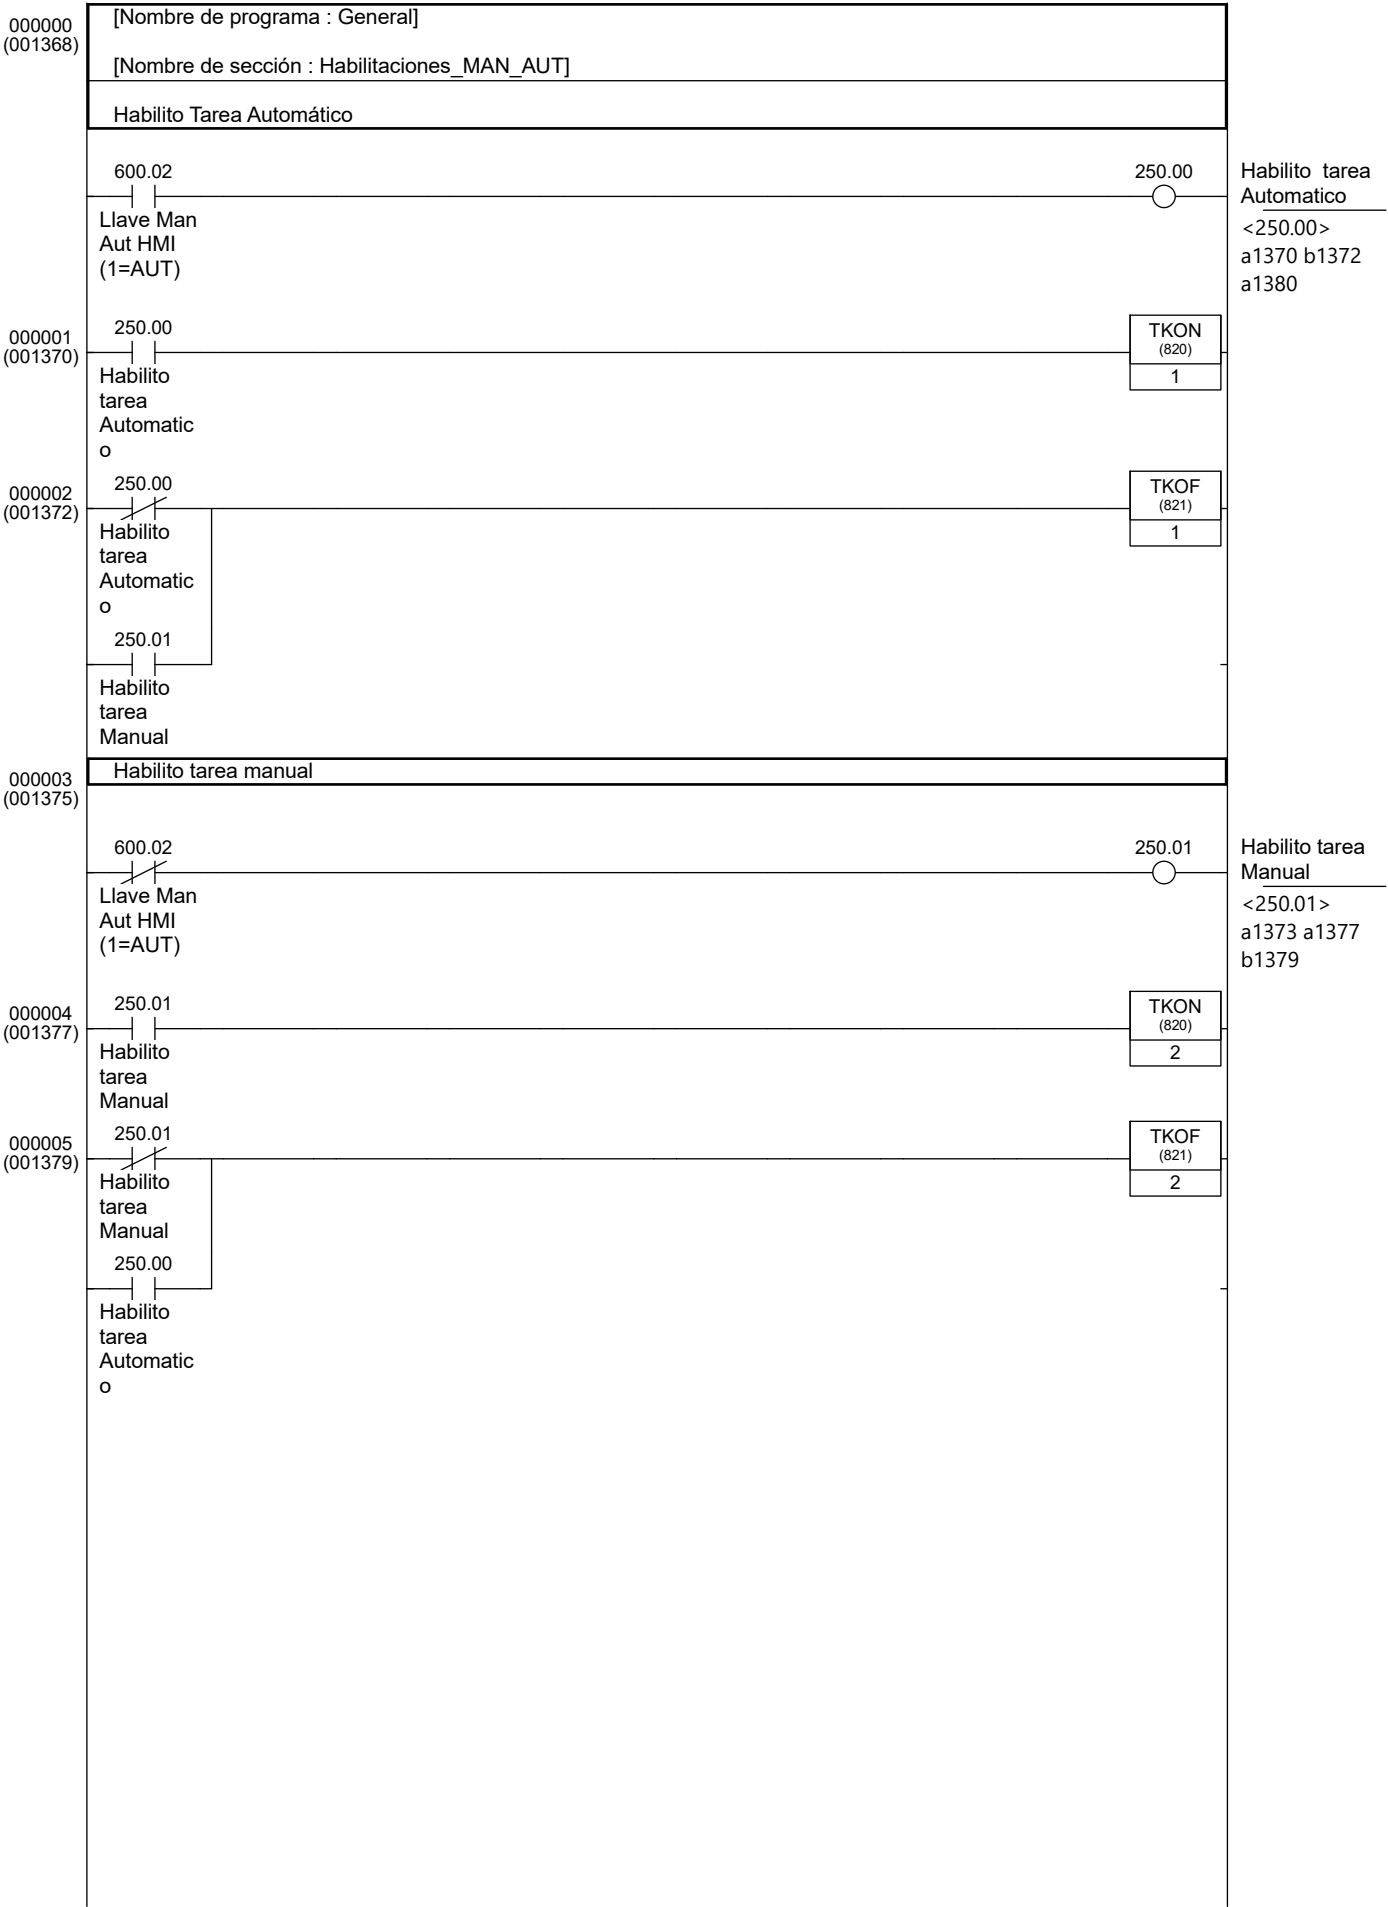 000000
(001368)
[Nombre de programa : General]
[Nombre de sección : Habilitaciones_MAN_AUT]
Habilito Tarea Automático
600.02
Llave Man
Aut HMI
(1=AUT)
250.00
Habilito  tarea
Automatico
<250.00>
a1370 b1372
a1380
000001
(001370)
250.00
Habilito
tarea
Automatic
o
TKON
(820)
1
000002
(001372)
250.00
Habilito
tarea
Automatic
o
TKOF
(821)
1
250.01
Habilito
tarea
Manual
000003
(001375)
Habilito tarea manual
600.02
Llave Man
Aut HMI
(1=AUT)
250.01
Habilito tarea
Manual
<250.01>
a1373 a1377
b1379
000004
(001377)
250.01
Habilito
tarea
Manual
TKON
(820)
2
000005
(001379)
250.01
Habilito
tarea
Manual
TKOF
(821)
2
250.00
Habilito
tarea
Automatic
o